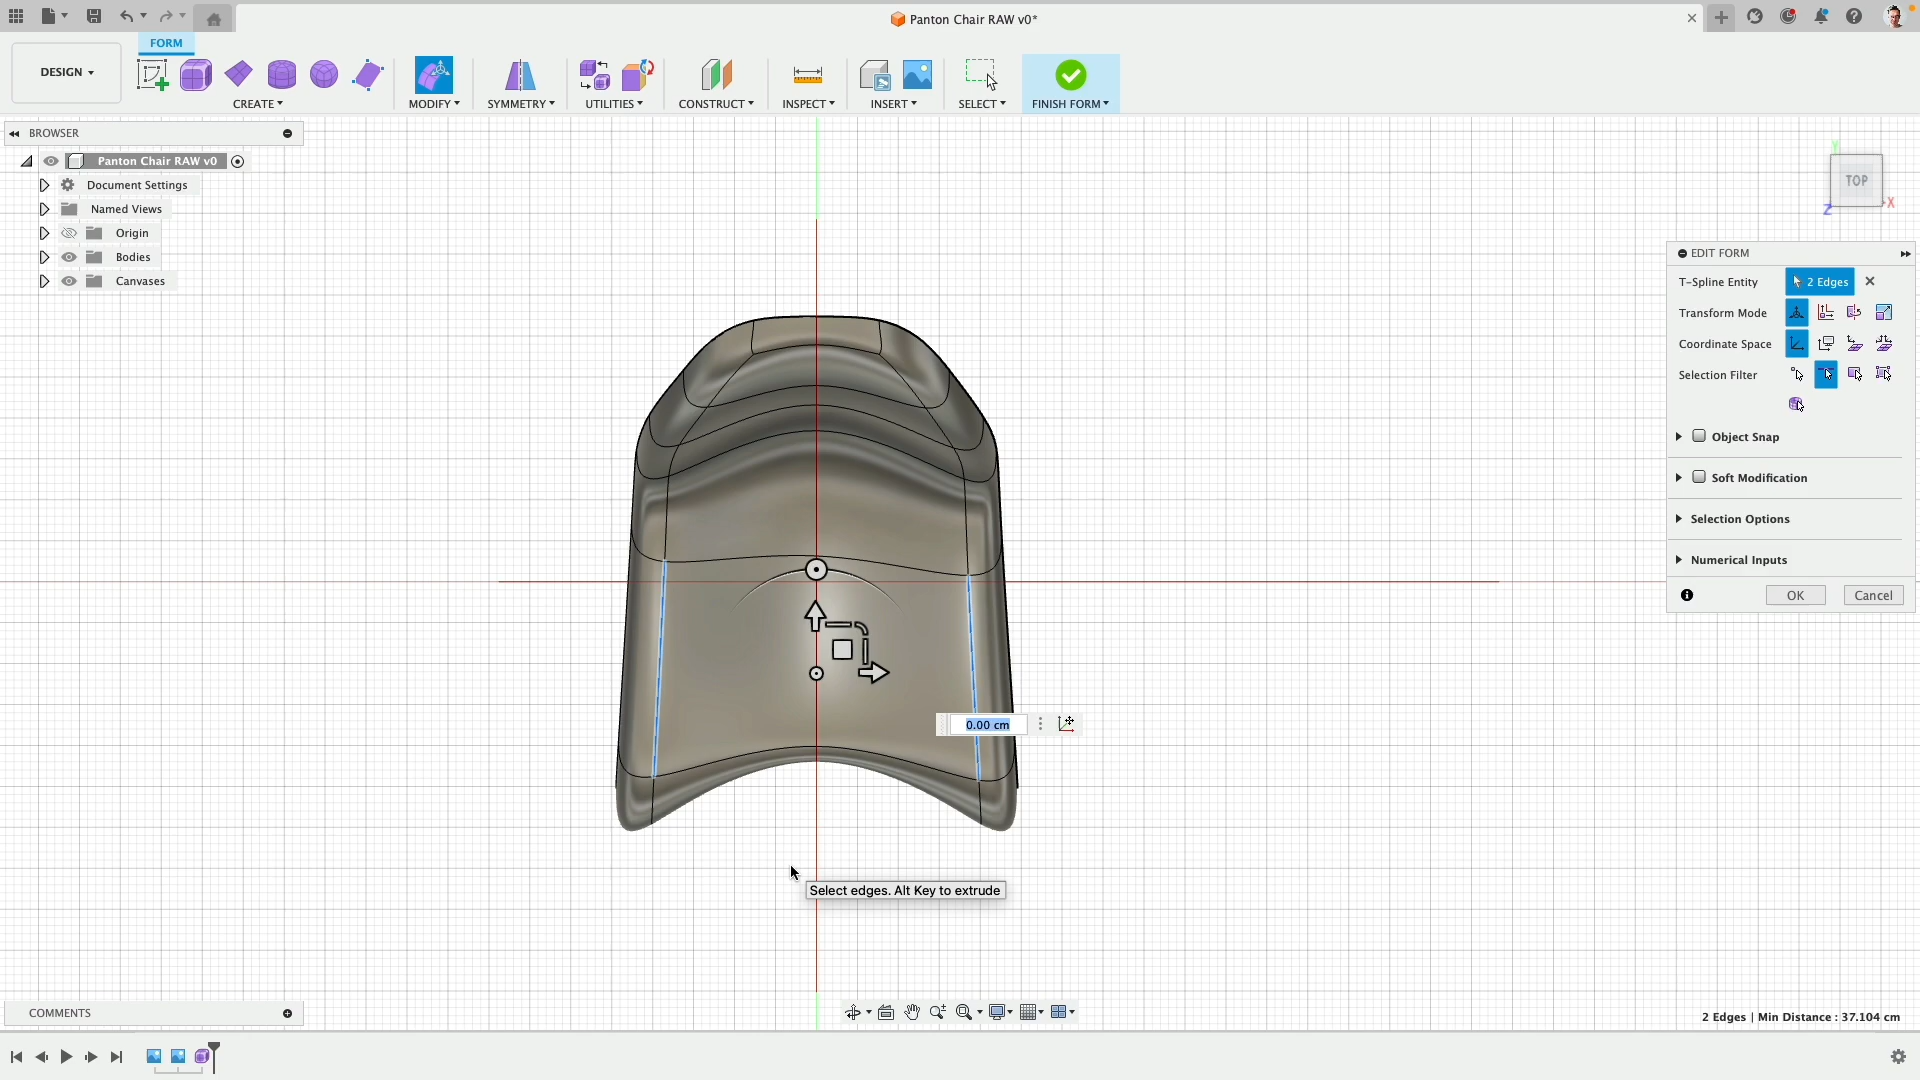 Panton Chair RAW v0*
DESIGN
FORM
CREATE
MODIFY
SYMMETRY
UTILITIES
CONSTRUCT
INSPECT
INSERT
SELECT
FINISH FORM
BROWSER
Panton Chair RAW v0
Document Settings
Named Views
Origin
Bodies
Canvases
Y
TOP
Z
X
EDIT FORM
T-Spline Entity
2 Edges
Transform Mode
Coordinate Space
Selection Filter
Object Snap
Soft Modification
Selection Options
Numerical Inputs
OK
Cancel
0.00 cm
Select edges. Alt Key to extrude
COMMENTS
2 Edges | Min Distance : 37.104 cm